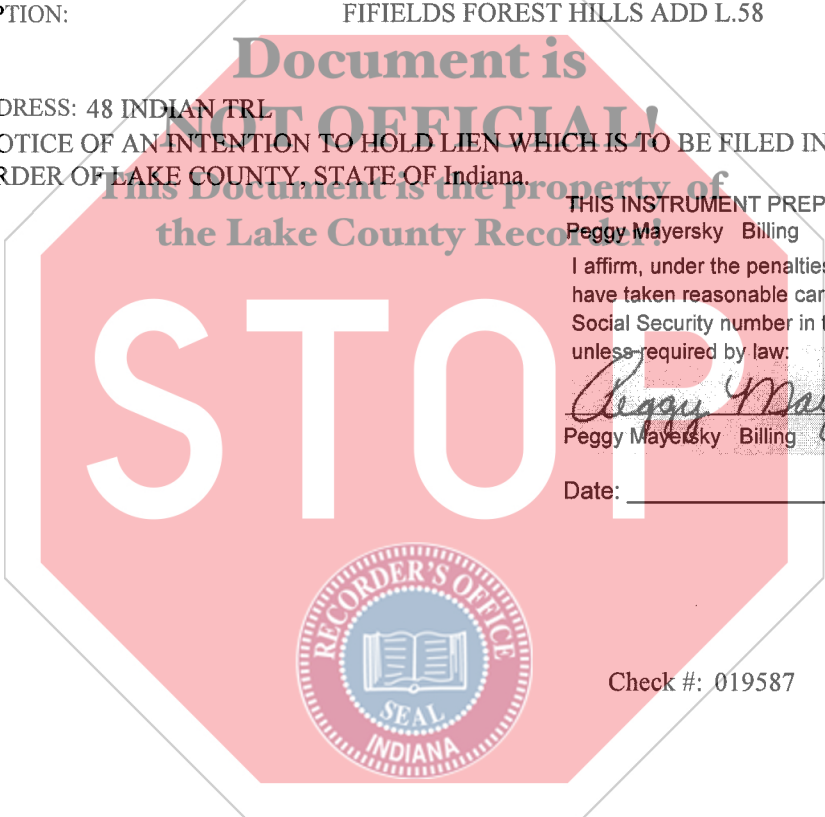 PTION: FIFIELDS FOREST HILLS ADD L.58
Document is
DRESS: 48 INDIAN TRL
NOT OFFICIAL!
OTICE OF AN INTENTION TO HOLD LIEN WHICH IS TO BE FILED IN
RDER OF LAKE COUNTY, STATE OF Indiana.
This Document is the property of
the Lake County Recorder!
THIS INSTRUMENT PREP
Peggy Mayersky Billing
I affirm, under the penalties
have taken reasonable car
Social Security number in t
unless required by law:
STOP
Peggy May
Peggy Mayersky Billing
Date:
RECORDER'S OFFICE
SEAL
INDIANA
Check #: 019587